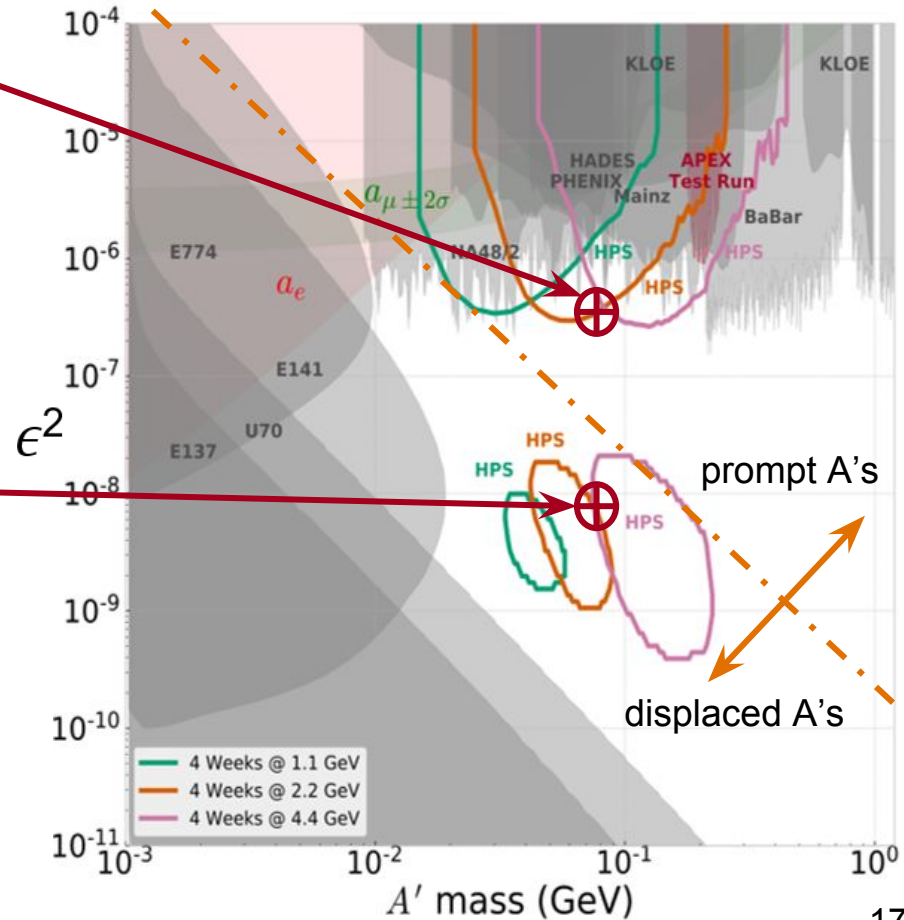 10^-4
KLOE
KLOE
10^-5
HADES
PHENIX
Mainz
APEX
Test Run
a_μ±2σ
BaBar
E774
NA48/2
HPS
HPS
10^-6
a_e
HPS
E141
10^-7
ϵ^2
U70
E137
HPS
HPS
prompt A's
10^-8
HPS
10^-9
displaced A's
10^-10
4 Weeks @ 1.1 GeV
4 Weeks @ 2.2 GeV
4 Weeks @ 4.4 GeV
10^-11
10^-3
10^-2
10^-1
10^0
A′ mass (GeV)
17